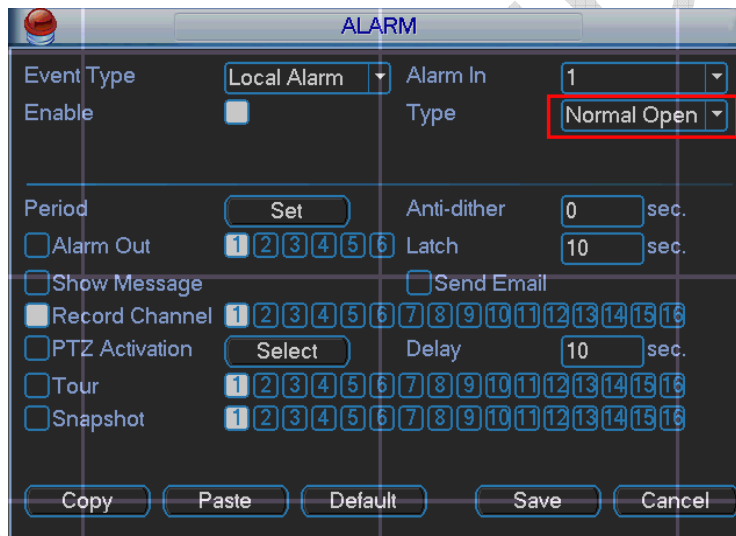 ALARM
Event Type Local Alarm Alarm In 1
Enable Type Normal Open
Period Set Anti-dither 0 sec.
Alarm Out 1 2 3 4 5 6 Latch 10 sec.
Show Message Send Email
Record Channel 1 2 3 4 5 6 7 8 9 10 11 12 13 14 15 16
PTZ Activation Select Delay 10 sec.
Tour 1 2 3 4 5 6 7 8 9 10 11 12 13 14 15 16
Snapshot 1 2 3 4 5 6 7 8 9 10 11 12 13 14 15 16
Copy Paste Default Save Cancel